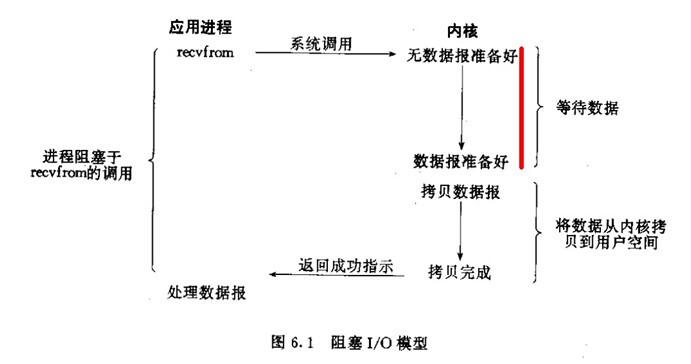 应用进程
内核
recvfrom
系统调用
无数据报准备好
等待数据
进程阻塞于
recvfrom的调用
数据报准备好
拷贝数据报
将数据从内核拷
贝到用户空间
返回成功指示
拷贝完成
处理数据报
图 6.1 阻塞 I/O 模型